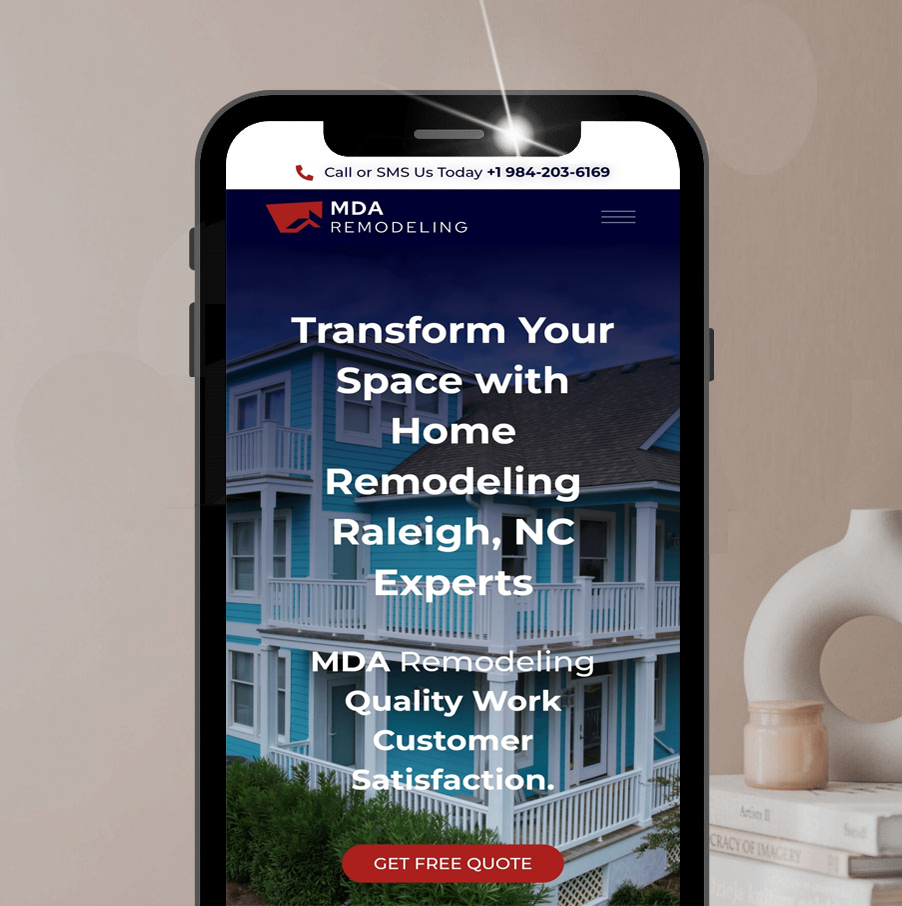 Call or SMS Us Today +1 984-203-6169
MDA
REMODELING
Transform Your
Space with
Home
Remodeling
Raleigh, NC
Experts
MDA Remodeling
Quality Work
Customer
Satisfaction.
GET FREE QUOTE
Artists II
CRACY OF IMAGERY